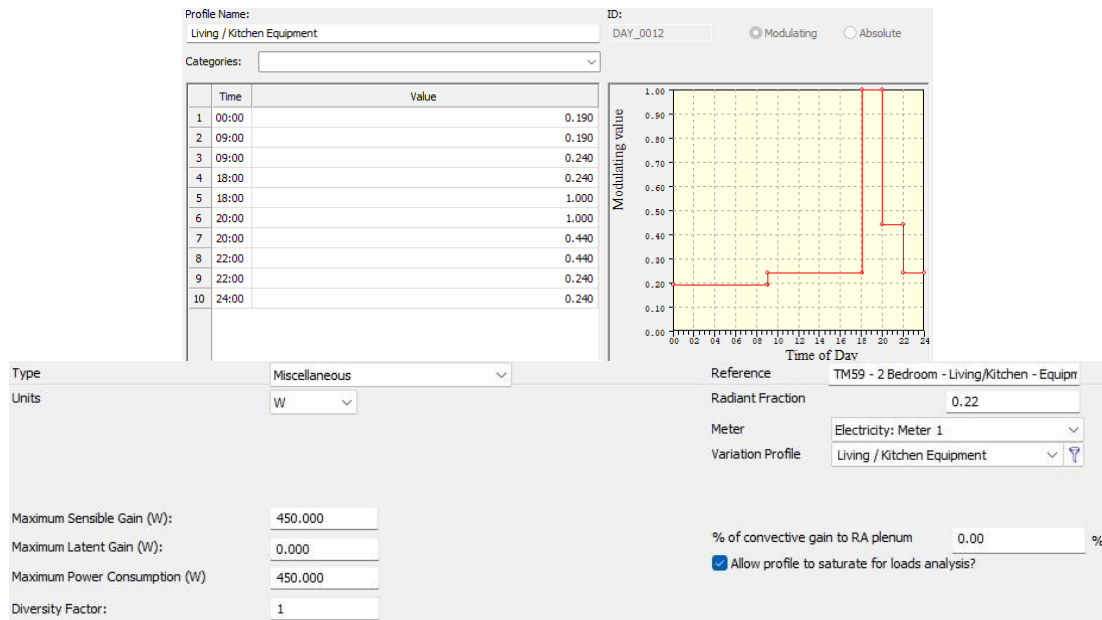 Profile Name:
ID:
Living / Kitchen Equipment
DAY_0012
Modulating
Absolute
Categories:
Time Value
1 00:00 0.190
2 09:00 0.190
3 09:00 0.240
4 18:00 0.240
5 18:00 1.000
6 20:00 1.000
7 20:00 0.440
8 22:00 0.440
9 22:00 0.240
10 24:00 0.240
Modulating value
1.00
0.90
0.80
0.70
0.60
0.50
0.40
0.30
0.20
0.10
0.00
00 02 04 06 08 10 12 14 16 18 20 22 24
Time of Day
Type Miscellaneous
Reference TM59 - 2 Bedroom - Living/Kitchen - Equipm
Units W
Radiant Fraction 0.22
Meter Electricity: Meter 1
Variation Profile Living / Kitchen Equipment
Maximum Sensible Gain (W): 450.000
Maximum Latent Gain (W): 0.000
Maximum Power Consumption (W) 450.000
Diversity Factor: 1
% of convective gain to RA plenum 0.00 %
Allow profile to saturate for loads analysis?